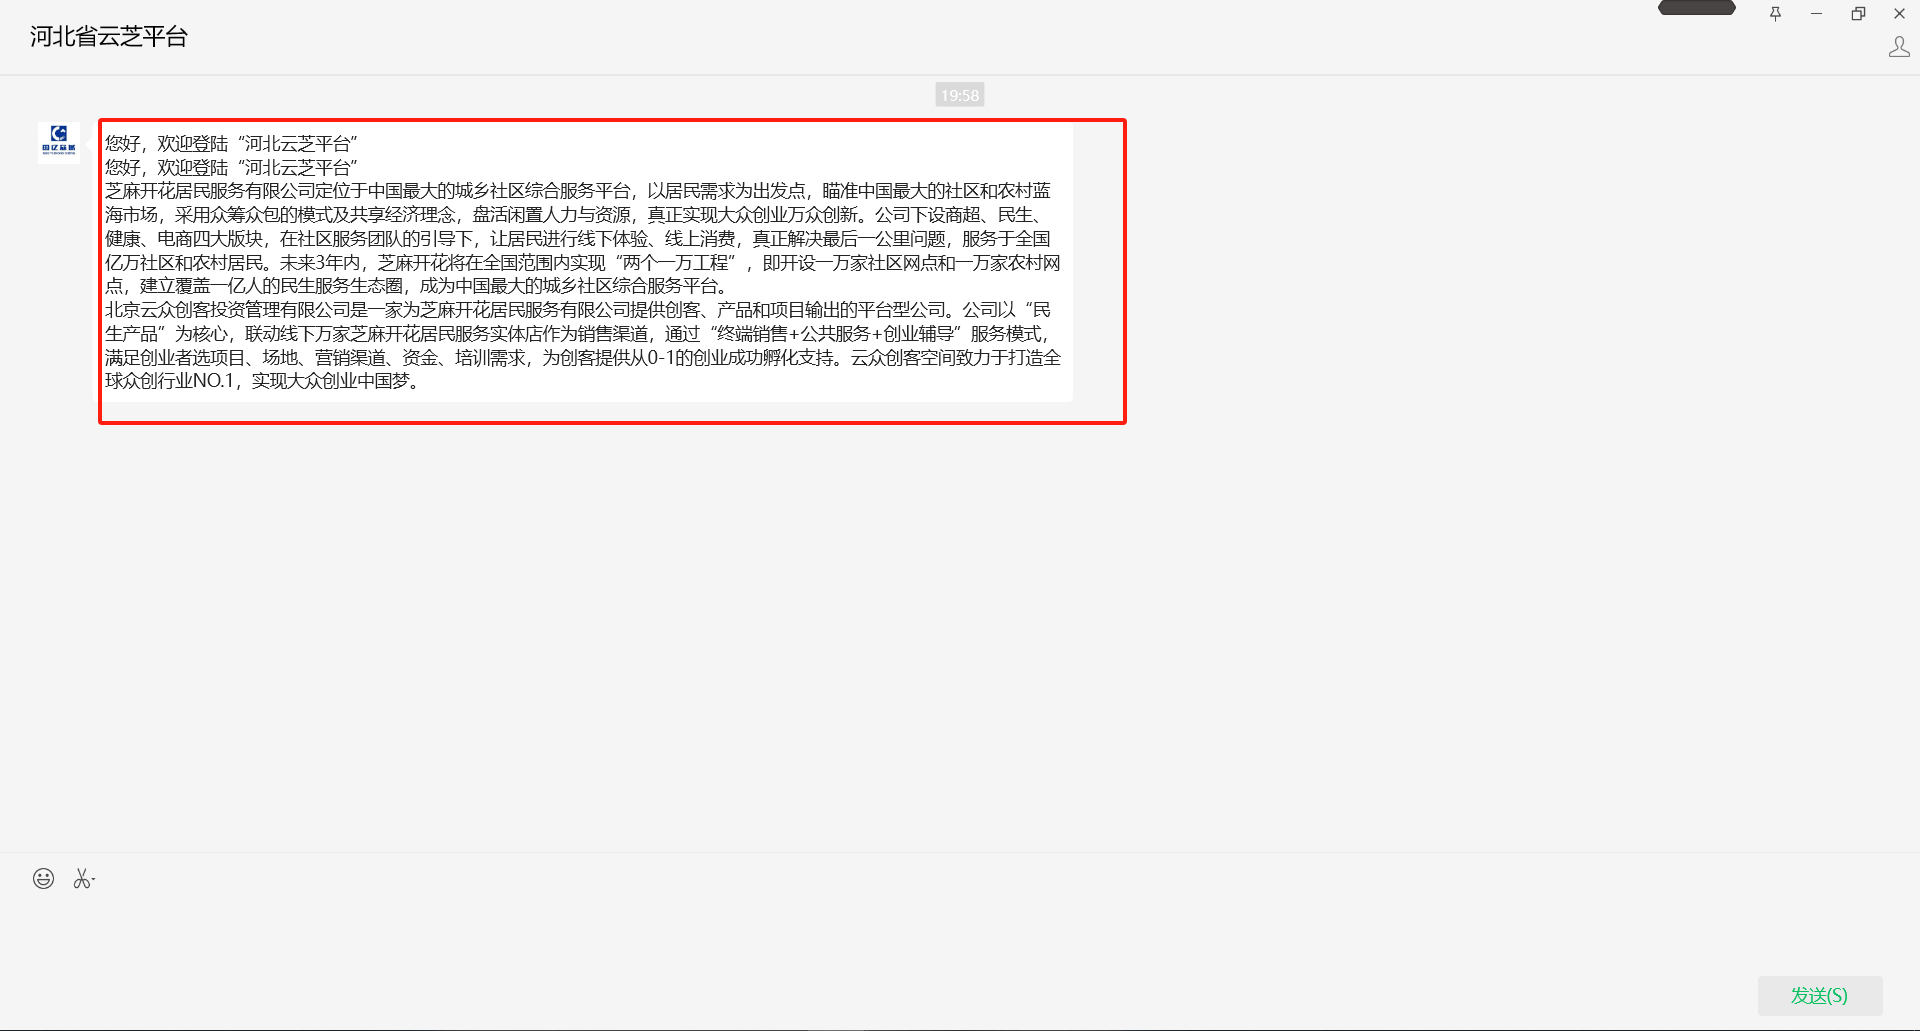 河北省云芝平台
19:58
您好，欢迎登陆“河北云芝平台”
您好，欢迎登陆“河北云芝平台”
芝麻开花居民服务有限公司定位于中国最大的城乡社区综合服务平台，以居民需求为出发点，瞄准中国最大的社区和农村蓝
海市场，采用众筹众包的模式及共享经济理念，盘活闲置人力与资源，真正实现大众创业万众创新。公司下设商超、民生、
健康、电商四大版块，在社区服务团队的引导下，让居民进行线下体验、线上消费，真正解决最后一公里问题，服务于全国
亿万社区和农村居民。未来3年内，芝麻开花将在全国范围内实现“两个一万工程”，即开设一万家社区网点和一万家农村网
点，建立覆盖一亿人的民生服务生态圈，成为中国最大的城乡社区综合服务平台。
北京云众创客投资管理有限公司是一家为芝麻开花居民服务有限公司提供创客、产品和项目输出的平台型公司。公司以“民
生产品”为核心，联动线下万家芝麻开花居民服务实体店作为销售渠道，通过“终端销售+公共服务+创业辅导”服务模式，
满足创业者选项目、场地、营销渠道、资金、培训需求，为创客提供从0-1的创业成功孵化支持。云众创客空间致力于打造全
球众创行业NO.1，实现大众创业中国梦。
发送(S)